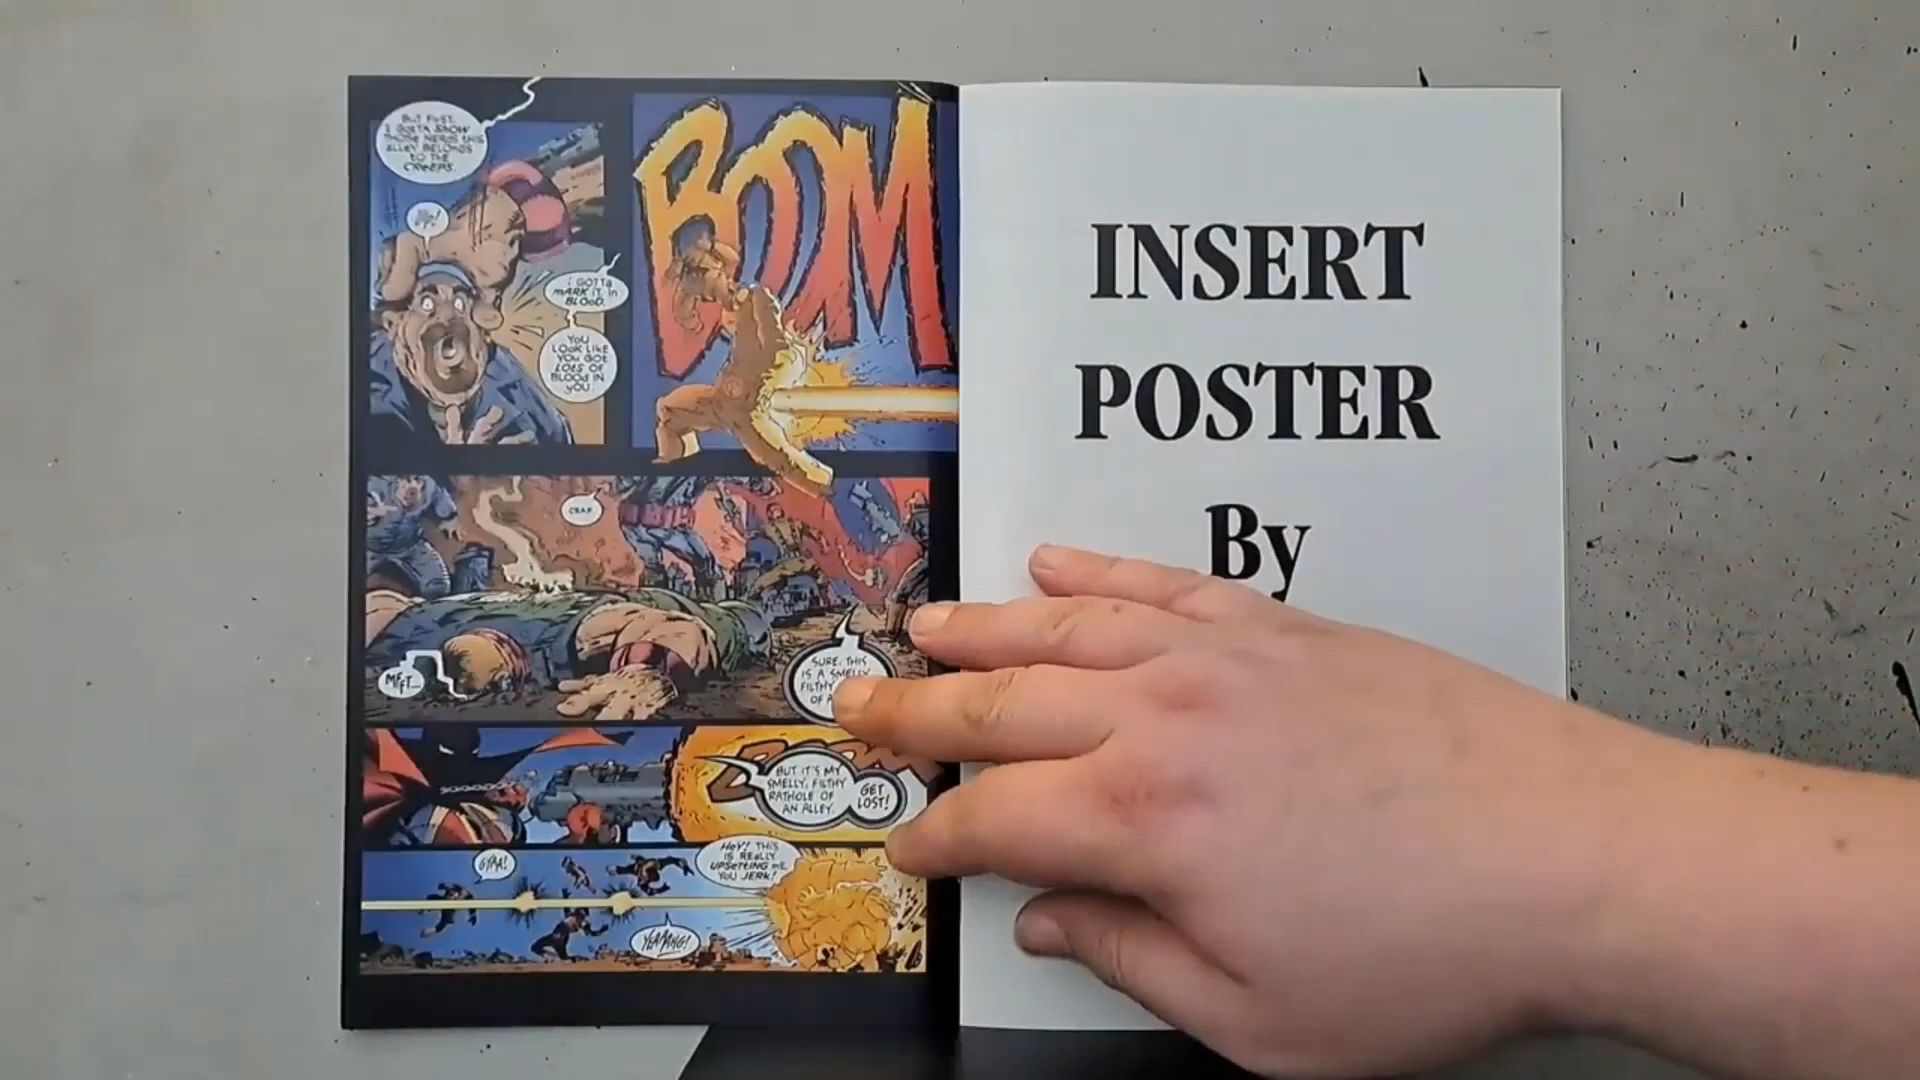 BUT FIRST,
I GOTTA SHOW
THOSE NERDS THIS
ALLEY BELONGS
TO THE
CREEPS.
I GOTTA
MARK IT IN
BLOOD.
YOU
LOOK LIKE
YOU GOT
LOTS OF
BLOOD IN
YOU.
BOOM
CRAP.
SURE, THIS
IS A SMELLY,
FILTHY
OF A
BUT IT'S MY
SMELLY, FILTHY
RATHOLE OF
AN ALLEY.
GET
LOST!
GYAA!
HEY! THIS
IS REALLY
UPSETTING ME,
YOU JERK!
INSERT
POSTER
By